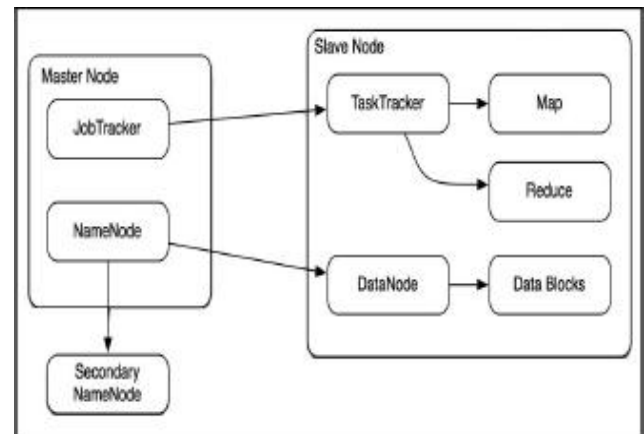 Master Node
JobTracker
NameNode
Secondary
NameNode
Slave Node
TaskTracker
Map
Reduce
DataNode
Data Blocks